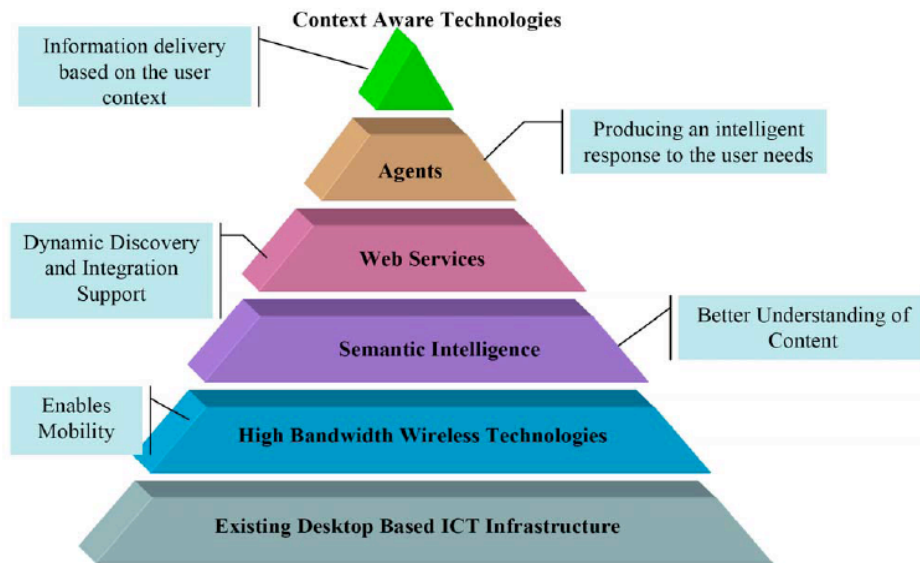 Context Aware Technologies
Information delivery
based on the user
context
Producing an intelligent
response to the user needs
Agents
Dynamic Discovery
and Integration
Support
Web Services
Better Understanding of
Content
Semantic Intelligence
Enables
Mobility
High Bandwidth Wireless Technologies
Existing Desktop Based ICT Infrastructure